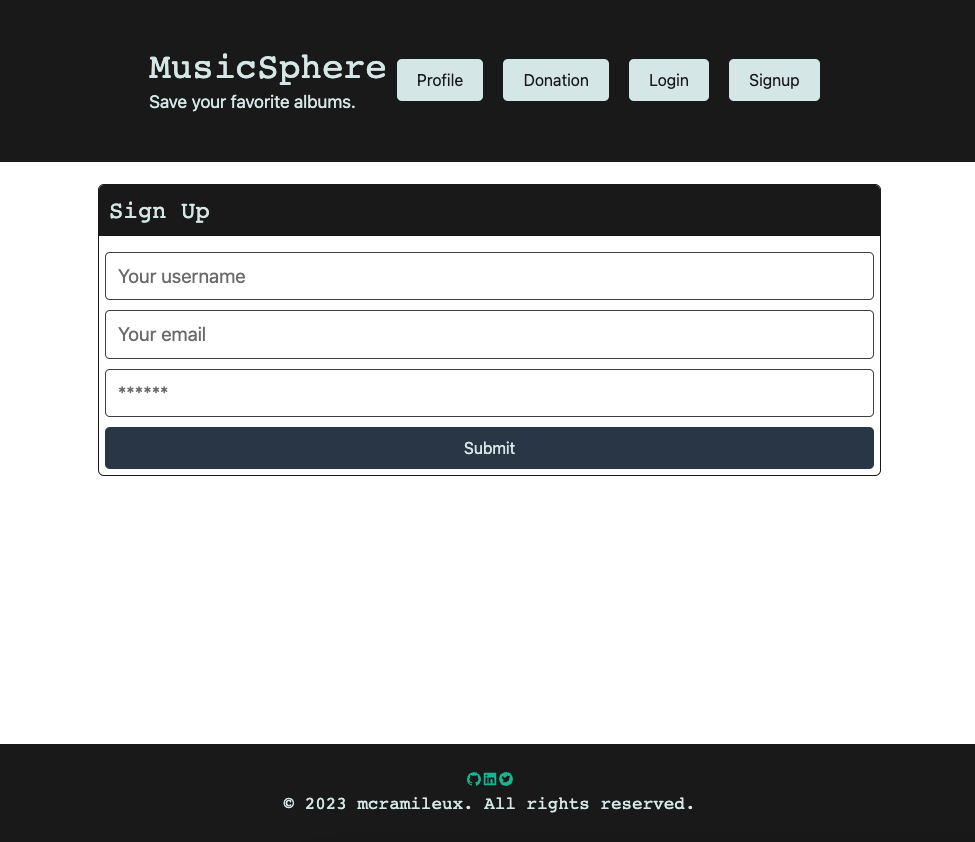 MusicSphere
Save your favorite albums.
Profile Donation Login Signup
Sign Up
Your username
Your email
******
Submit
© 2023 mcramileux. All rights reserved.